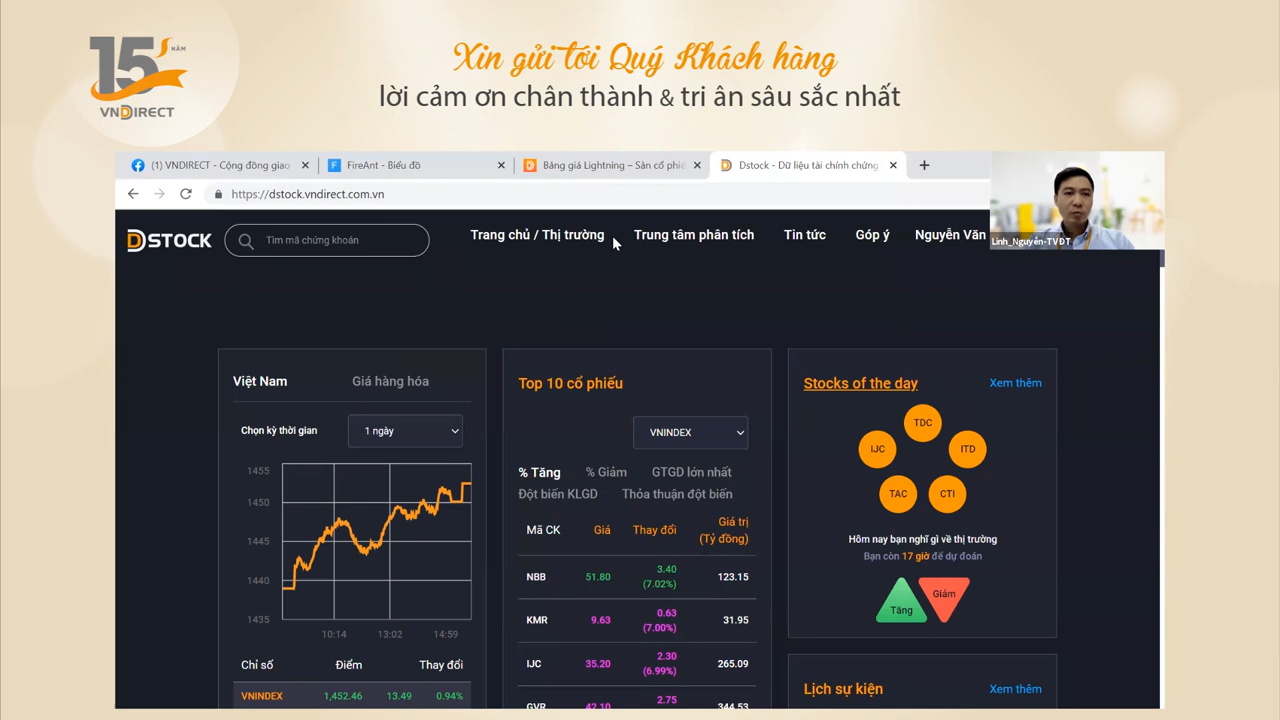 15 NĂM
VNDIRECT
Xin gửi tới Quý Khách hàng
lời cảm ơn chân thành & tri ân sâu sắc nhất
(1) VNDIRECT - Cộng đồng giao
FireAnt - Biểu đồ
Bảng giá Lightning – Sàn cổ phiế
Dstock - Dữ liệu tài chính chứng
https://dstock.vndirect.com.vn
DSTOCK
Tìm mã chứng khoán
Trang chủ / Thị trường
Trung tâm phân tích
Tin tức
Góp ý
Nguyễn Văn
Linh_Nguyễn-TVĐT
Việt Nam
Giá hàng hóa
Chọn kỳ thời gian
1 ngày
1455
1450
1445
1440
1435
10:14 13:02 14:59
Chỉ số Điểm Thay đổi
VNINDEX 1,452.46 13.49 0.94%
Top 10 cổ phiếu
VNINDEX
% Tăng % Giảm GTGD lớn nhất
Đột biến KLGD Thỏa thuận đột biến
Mã CK Giá Thay đổi Giá trị
(Tỷ đồng)
NBB 51.80 3.40 123.15
(7.02%)
KMR 9.63 0.63 31.95
(7.00%)
IJC 35.20 2.30 265.09
(6.99%)
GVR 42.10 2.75 344.53
Stocks of the day
Xem thêm
TDC
IJC
ITD
TAC
CTI
Hôm nay bạn nghĩ gì về thị trường
Bạn còn 17 giờ để dự đoán
Tăng
Giảm
Lịch sự kiện
Xem thêm